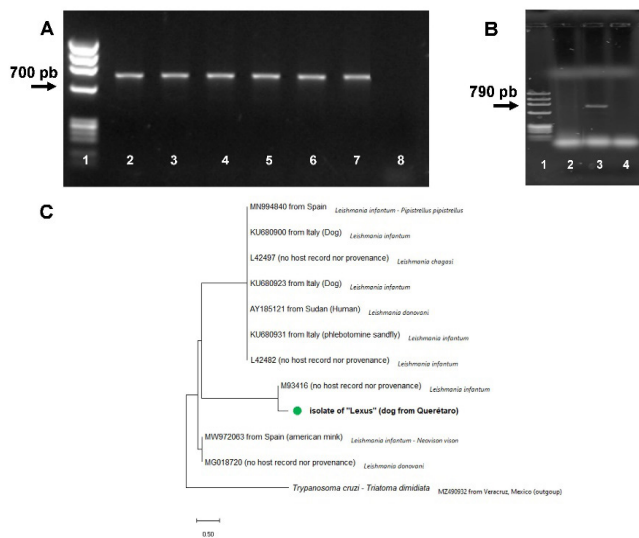 A
700 pb
1 2 3 4 5 6 7 8
B
790 pb
1 2 3 4
C
MN994840 from Spain Leishmania infantum - Pipistrellus pipistrellus
KU680900 from Italy (Dog) Leishmania infantum
L42497 (no host record nor provenance) Leishmania chagasi
KU680923 from Italy (Dog) Leishmania infantum
AY185121 from Sudan (Human) Leishmania donovani
KU680931 from Italy (phlebotomine sandfly) Leishmania infantum
L42482 (no host record nor provenance) Leishmania infantum
M93416 (no host record nor provenance) Leishmania infantum
isolate of "Lexus" (dog from Querétaro)
MW972063 from Spain (american mink) Leishmania infantum - Neovison vison
MG018720 (no host record nor provenance) Leishmania donovani
Trypanosoma cruzi - Triatoma dimidiata MZ490932 from Veracruz, Mexico (outgoup)
0.50